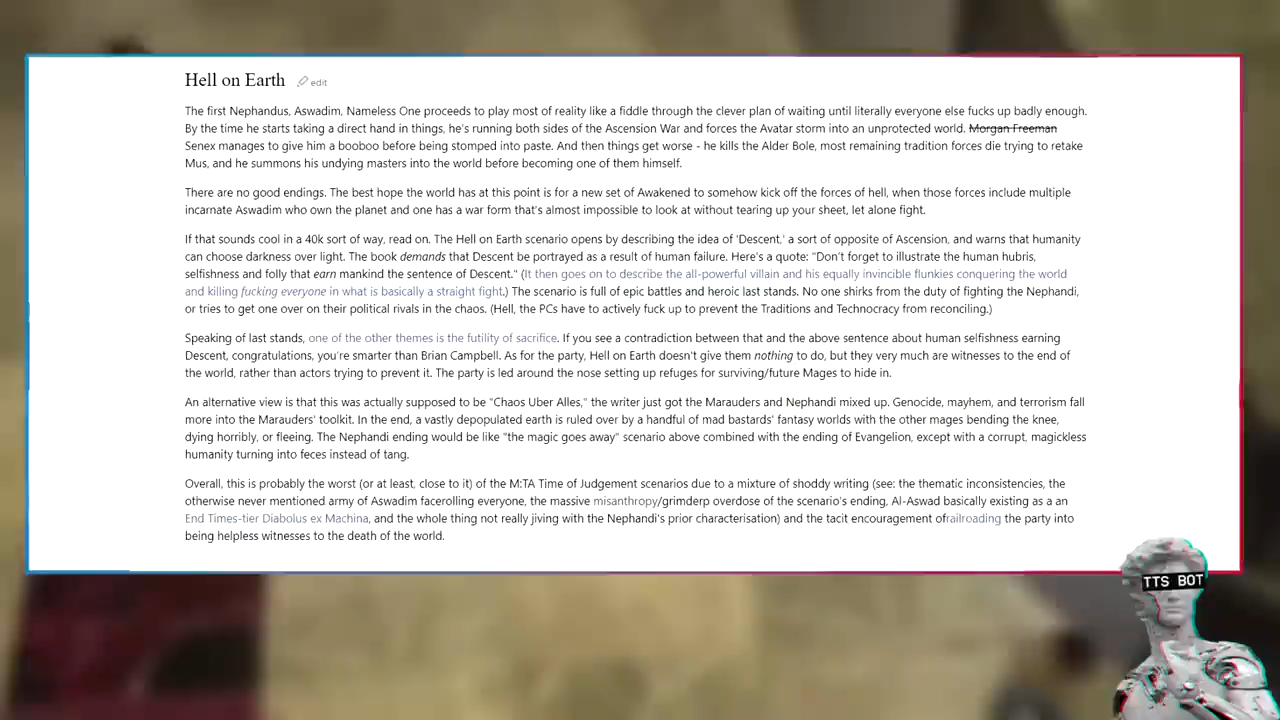 Hell on Earth edit
The first Nephandus, Aswadim, Nameless One proceeds to play most of reality like a fiddle through the clever plan of waiting until literally everyone else fucks up badly enough.
By the time he starts taking a direct hand in things, he's running both sides of the Ascension War and forces the Avatar storm into an unprotected world. Morgan Freeman
Senex manages to give him a booboo before being stomped into paste. And then things get worse - he kills the Alder Bole, most remaining tradition forces die trying to retake
Mus, and he summons his undying masters into the world before becoming one of them himself.
There are no good endings. The best hope the world has at this point is for a new set of Awakened to somehow kick off the forces of hell, when those forces include multiple
incarnate Aswadim who own the planet and one has a war form that's almost impossible to look at without tearing up your sheet, let alone fight.
If that sounds cool in a 40k sort of way, read on. The Hell on Earth scenario opens by describing the idea of 'Descent,' a sort of opposite of Ascension, and warns that humanity
can choose darkness over light. The book demands that Descent be portrayed as a result of human failure. Here's a quote: "Don't forget to illustrate the human hubris,
selfishness and folly that earn mankind the sentence of Descent." (It then goes on to describe the all-powerful villain and his equally invincible flunkies conquering the world
and killing fucking everyone in what is basically a straight fight.) The scenario is full of epic battles and heroic last stands. No one shirks from the duty of fighting the Nephandi,
or tries to get one over on their political rivals in the chaos. (Hell, the PCs have to actively fuck up to prevent the Traditions and Technocracy from reconciling.)
Speaking of last stands, one of the other themes is the futility of sacrifice. If you see a contradiction between that and the above sentence about human selfishness earning
Descent, congratulations, you're smarter than Brian Campbell. As for the party, Hell on Earth doesn't give them nothing to do, but they very much are witnesses to the end of
the world, rather than actors trying to prevent it. The party is led around the nose setting up refuges for surviving/future Mages to hide in.
An alternative view is that this was actually supposed to be "Chaos Uber Alles," the writer just got the Marauders and Nephandi mixed up. Genocide, mayhem, and terrorism fall
more into the Marauders' toolkit. In the end, a vastly depopulated earth is ruled over by a handful of mad bastards' fantasy worlds with the other mages bending the knee,
dying horribly, or fleeing. The Nephandi ending would be like "the magic goes away" scenario above combined with the ending of Evangelion, except with a corrupt, magickless
humanity turning into feces instead of tang.
Overall, this is probably the worst (or at least, close to it) of the M:TA Time of Judgement scenarios due to a mixture of shoddy writing (see: the thematic inconsistencies, the
otherwise never mentioned army of Aswadim facerolling everyone, the massive misanthropy/grimderp overdose of the scenario's ending, Al-Aswad basically existing as a an
End Times-tier Diabolus ex Machina, and the whole thing not really jiving with the Nephandi's prior characterisation) and the tacit encouragement ofrailroading the party into
being helpless witnesses to the death of the world.
TTS BOT